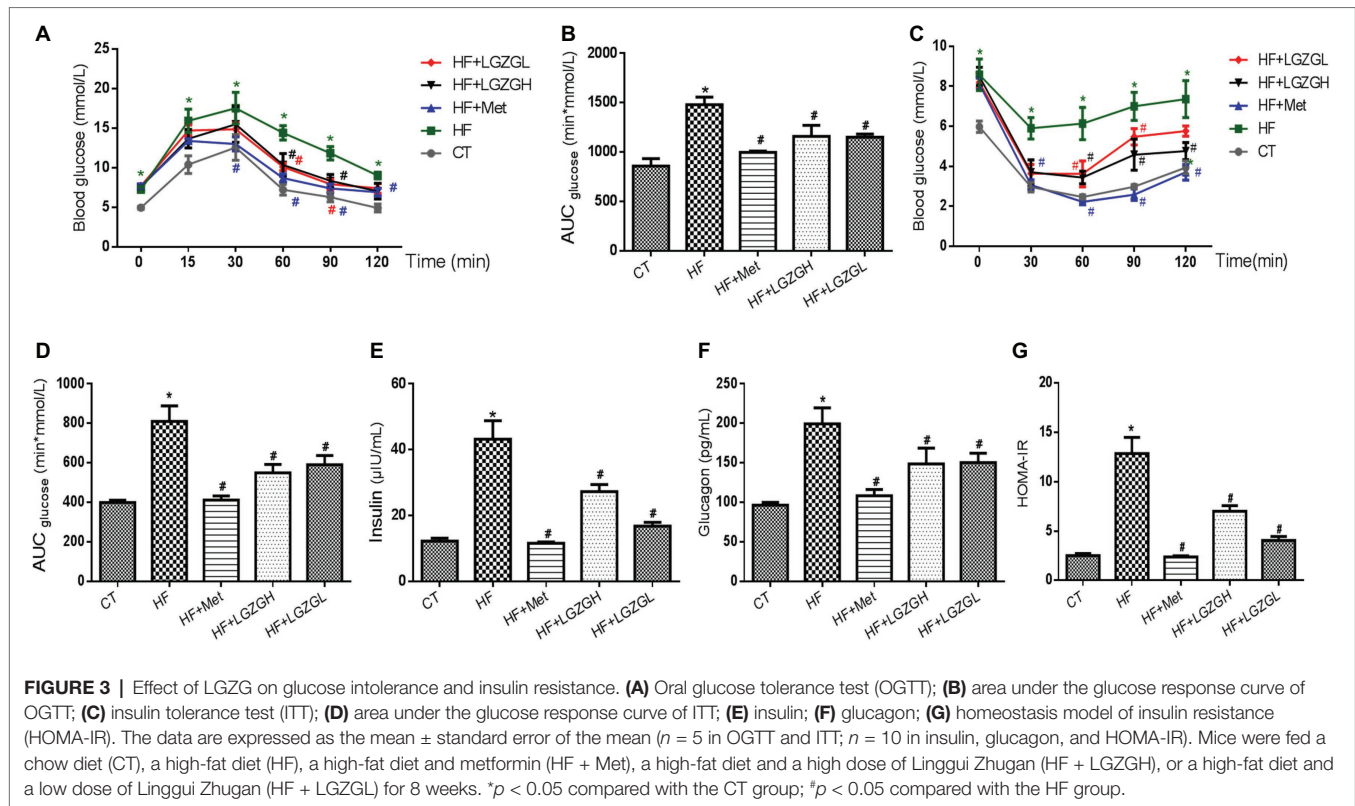 A
Blood glucose (mmol/L)
25
20
15
10
5
0
0 15 30 60 90 120 Time (min)
* * * * * *
# # # # # # # #
HF+LGZGL
HF+LGZGH
HF+Met
HF
CT
B
AUC glucose (min*mmol/L)
2000
1500
1000
500
0
* # # #
CT HF HF+Met HF+LGZGH HF+LGZGL
C
Blood glucose (mmol/L)
10
8
6
4
2
0
0 30 60 90 120 Time(min)
* * * * *
# # # # # # # # *
HF+LGZGL
HF+LGZGH
HF+Met
HF
CT
D
AUC glucose (min*mmol/L)
1000
800
600
400
200
0
* # # #
CT HF HF+Met HF+LGZGH HF+LGZGL
E
Insulin (µIU/mL)
60
40
20
0
* # # #
CT HF HF+Met HF+LGZGH HF+LGZGL
F
Glucagon (pg/mL)
250
200
150
100
50
0
* # # #
CT HF HF+Met HF+LGZGH HF+LGZGL
G
HOMA-IR
20
15
10
5
0
* # # #
CT HF HF+Met HF+LGZGH HF+LGZGL
FIGURE 3 | Effect of LGZG on glucose intolerance and insulin resistance. (A) Oral glucose tolerance test (OGTT); (B) area under the glucose response curve of
OGTT; (C) insulin tolerance test (ITT); (D) area under the glucose response curve of ITT; (E) insulin; (F) glucagon; (G) homeostasis model of insulin resistance
(HOMA-IR). The data are expressed as the mean ± standard error of the mean (n = 5 in OGTT and ITT; n = 10 in insulin, glucagon, and HOMA-IR). Mice were fed a
chow diet (CT), a high-fat diet (HF), a high-fat diet and metformin (HF + Met), a high-fat diet and a high dose of Linggui Zhugan (HF + LGZGH), or a high-fat diet and
a low dose of Linggui Zhugan (HF + LGZGL) for 8 weeks. *p < 0.05 compared with the CT group; #p < 0.05 compared with the HF group.